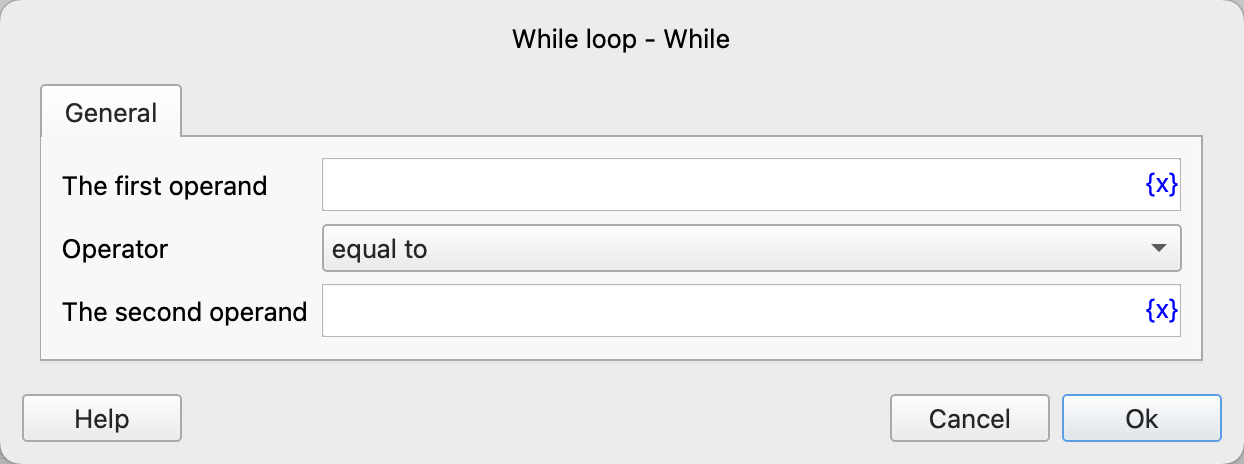 While loop - While
General
The first operand {x}
Operator equal to
The second operand {x}
Help Cancel Ok